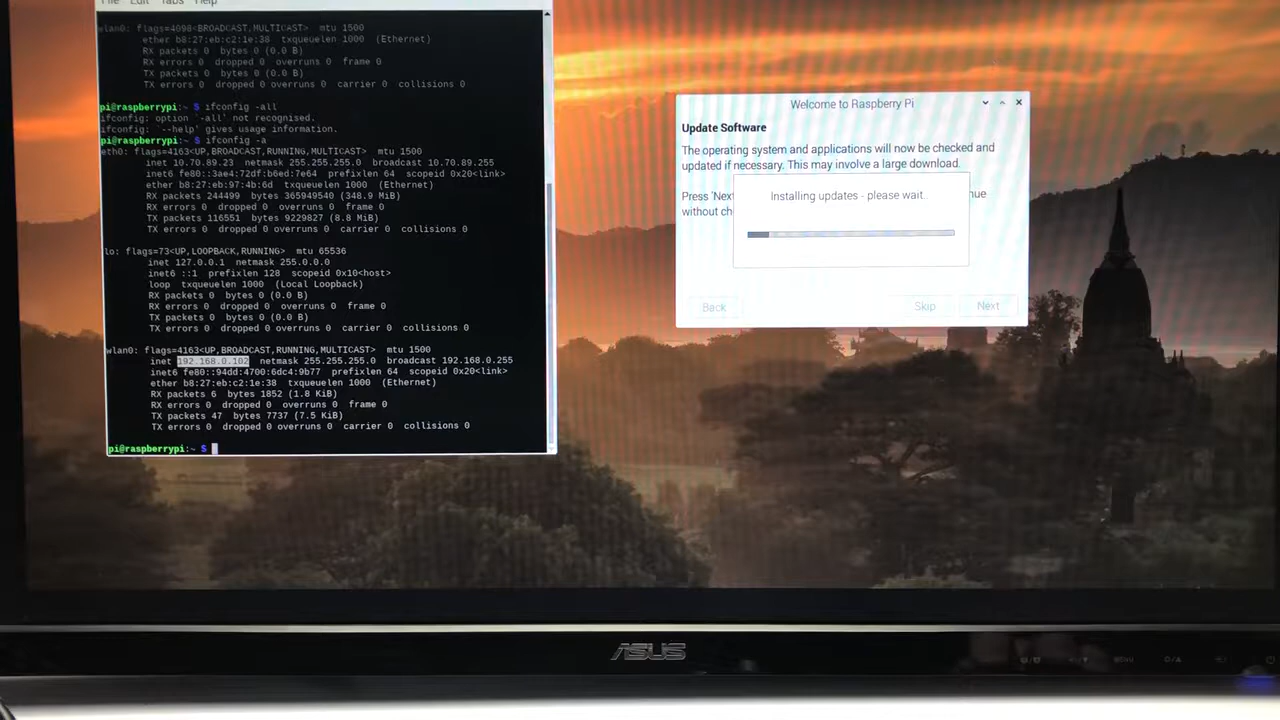 File Edit Tabs Help
wlan0: flags=4098<BROADCAST,MULTICAST> mtu 1500
ether b8:27:eb:c2:1e:38 txqueuelen 1000 (Ethernet)
RX packets 0 bytes 0 (0.0 B)
RX errors 0 dropped 0 overruns 0 frame 0
TX packets 0 bytes 0 (0.0 B)
TX errors 0 dropped 0 overruns 0 carrier 0 collisions 0
pi@raspberrypi:~ $ ifconfig -all
ifconfig: option `-all' not recognised.
ifconfig: `--help' gives usage information.
pi@raspberrypi:~ $ ifconfig -a
eth0: flags=4163<UP,BROADCAST,RUNNING,MULTICAST> mtu 1500
inet 10.70.89.23 netmask 255.255.255.0 broadcast 10.70.89.255
inet6 fe80::3ae4:72df:b6ed:7e64 prefixlen 64 scopeid 0x20<link>
ether b8:27:eb:97:4b:6d txqueuelen 1000 (Ethernet)
RX packets 244499 bytes 365949540 (348.9 MiB)
RX errors 0 dropped 0 overruns 0 frame 0
TX packets 116551 bytes 9229827 (8.8 MiB)
TX errors 0 dropped 0 overruns 0 carrier 0 collisions 0
lo: flags=73<UP,LOOPBACK,RUNNING> mtu 65536
inet 127.0.0.1 netmask 255.0.0.0
inet6 ::1 prefixlen 128 scopeid 0x10<host>
loop txqueuelen 1000 (Local Loopback)
RX packets 0 bytes 0 (0.0 B)
RX errors 0 dropped 0 overruns 0 frame 0
TX packets 0 bytes 0 (0.0 B)
TX errors 0 dropped 0 overruns 0 carrier 0 collisions 0
wlan0: flags=4163<UP,BROADCAST,RUNNING,MULTICAST> mtu 1500
inet 192.168.0.102 netmask 255.255.255.0 broadcast 192.168.0.255
inet6 fe80::94dd:4700:6dc4:9b77 prefixlen 64 scopeid 0x20<link>
ether b8:27:eb:c2:1e:38 txqueuelen 1000 (Ethernet)
RX packets 6 bytes 1852 (1.8 KiB)
RX errors 0 dropped 0 overruns 0 frame 0
TX packets 47 bytes 7737 (7.5 KiB)
TX errors 0 dropped 0 overruns 0 carrier 0 collisions 0
pi@raspberrypi:~ $
Welcome to Raspberry Pi
Update Software
The operating system and applications will now be checked and
updated if necessary. This may involve a large download.
Press 'Nex
nue
without ch
Installing updates - please wait..
Back Skip Next
ASUS
MENU